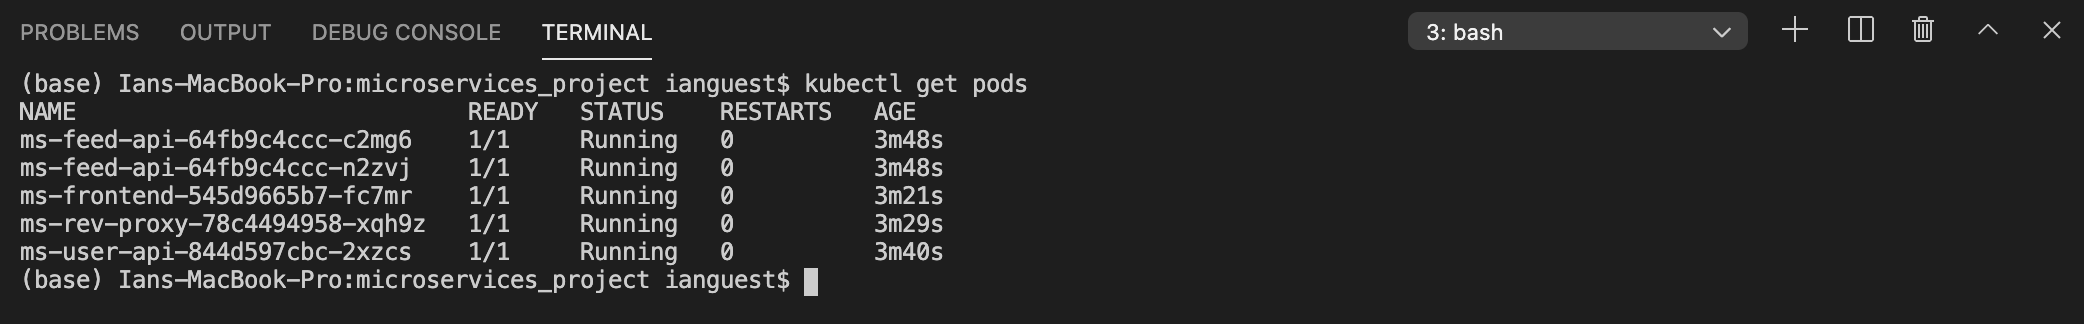 PROBLEMS OUTPUT DEBUG CONSOLE TERMINAL 3: bash
(base) Ians-MacBook-Pro:microservices_project ianguest$ kubectl get pods
NAME READY STATUS RESTARTS AGE
ms-feed-api-64fb9c4ccc-c2mg6 1/1 Running 0 3m48s
ms-feed-api-64fb9c4ccc-n2zvj 1/1 Running 0 3m48s
ms-frontend-545d9665b7-fc7mr 1/1 Running 0 3m21s
ms-rev-proxy-78c4494958-xqh9z 1/1 Running 0 3m29s
ms-user-api-844d597cbc-2xzcs 1/1 Running 0 3m40s
(base) Ians-MacBook-Pro:microservices_project ianguest$